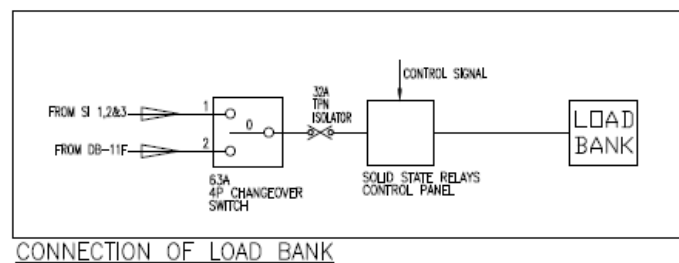 CONTROL SIGNAL
32A
TPN
ISOLATOR
FROM SI 1,2&3
1
0
FROM DB-11F
2
LOAD
BANK
63A
4P CHANGEOVER
SWITCH
SOLID STATE RELAYS
CONTROL PANEL
CONNECTION OF LOAD BANK